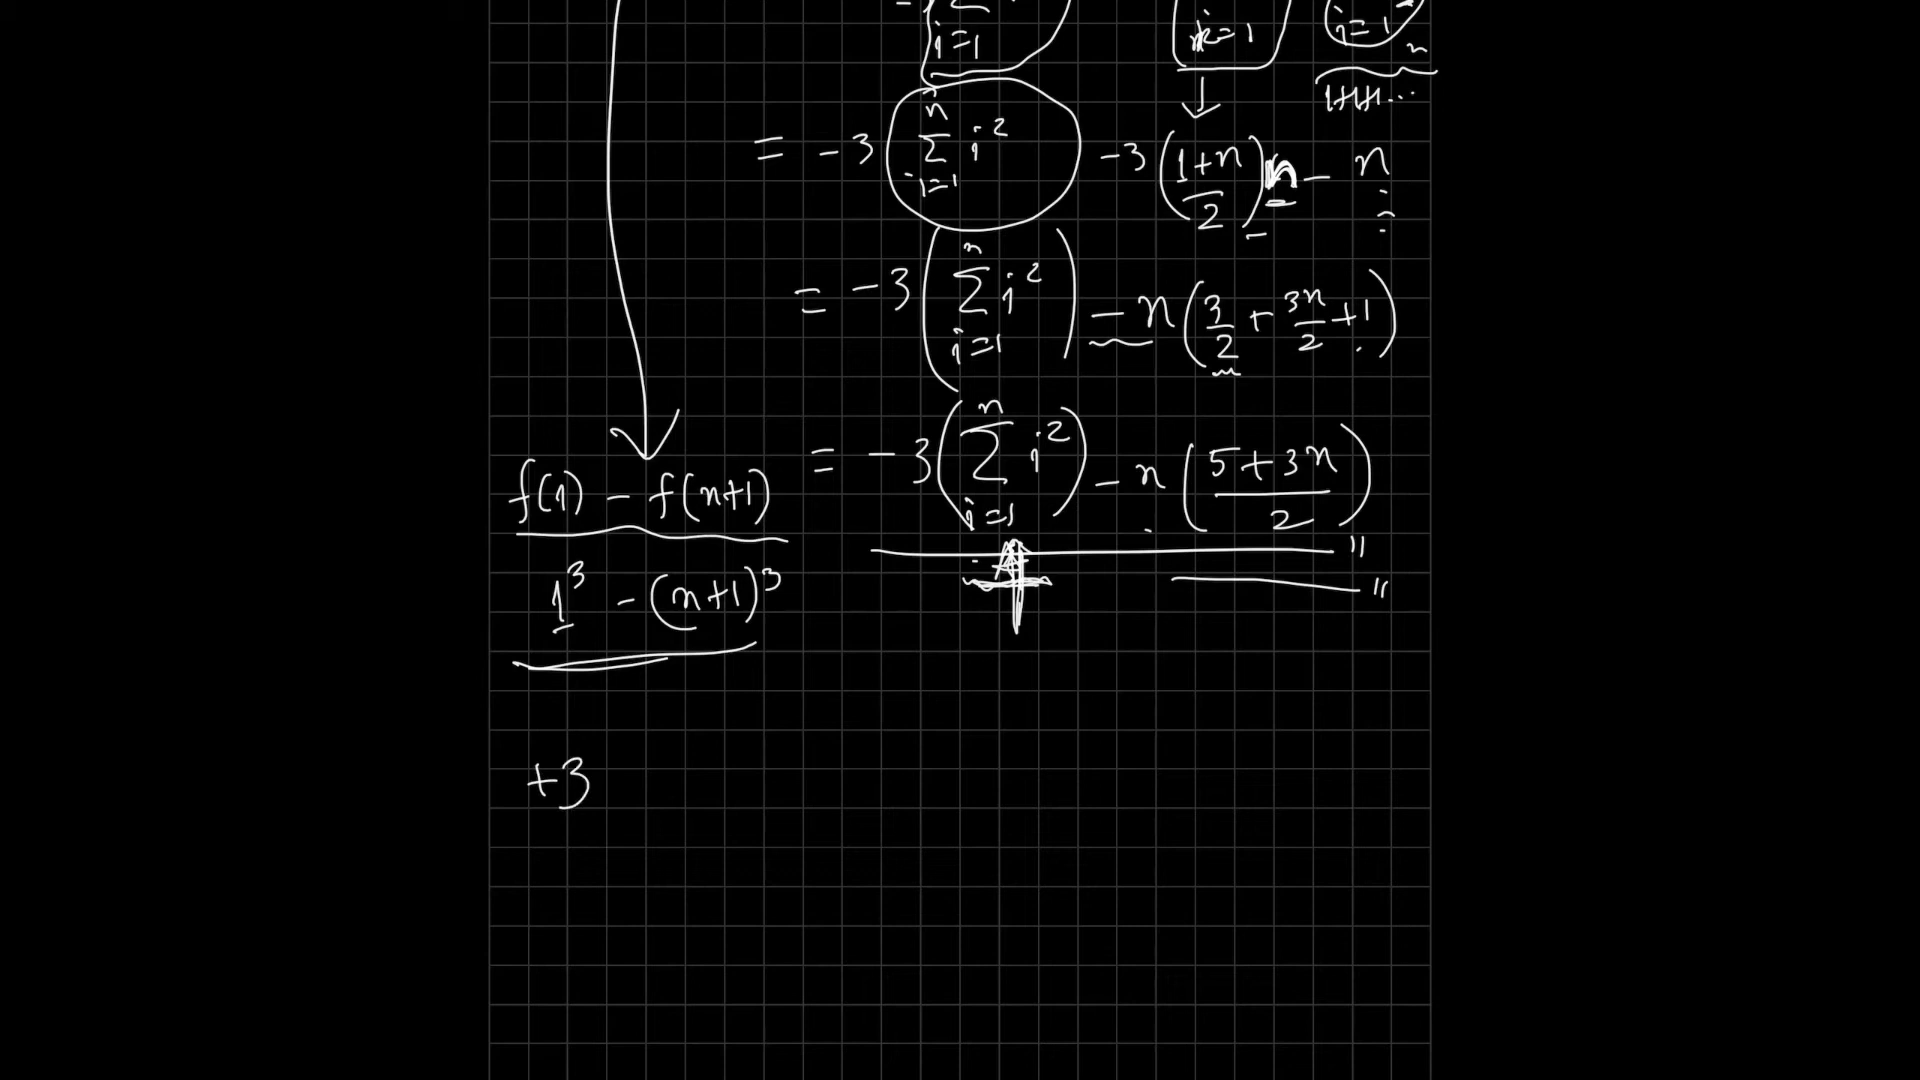 i=1 k=1 i=1
n
1+1+1...
= -3 (n Σ i=1 i²) -3 ((1+n)/2) n - n
= -3 (n Σ i=1 i²) - n (3/2 + 3n/2 + 1)
f(1) - f(n+1) = -3 (n Σ i=1 i²) - n ((5+3n)/2)
1³ - (n+1)³
+3